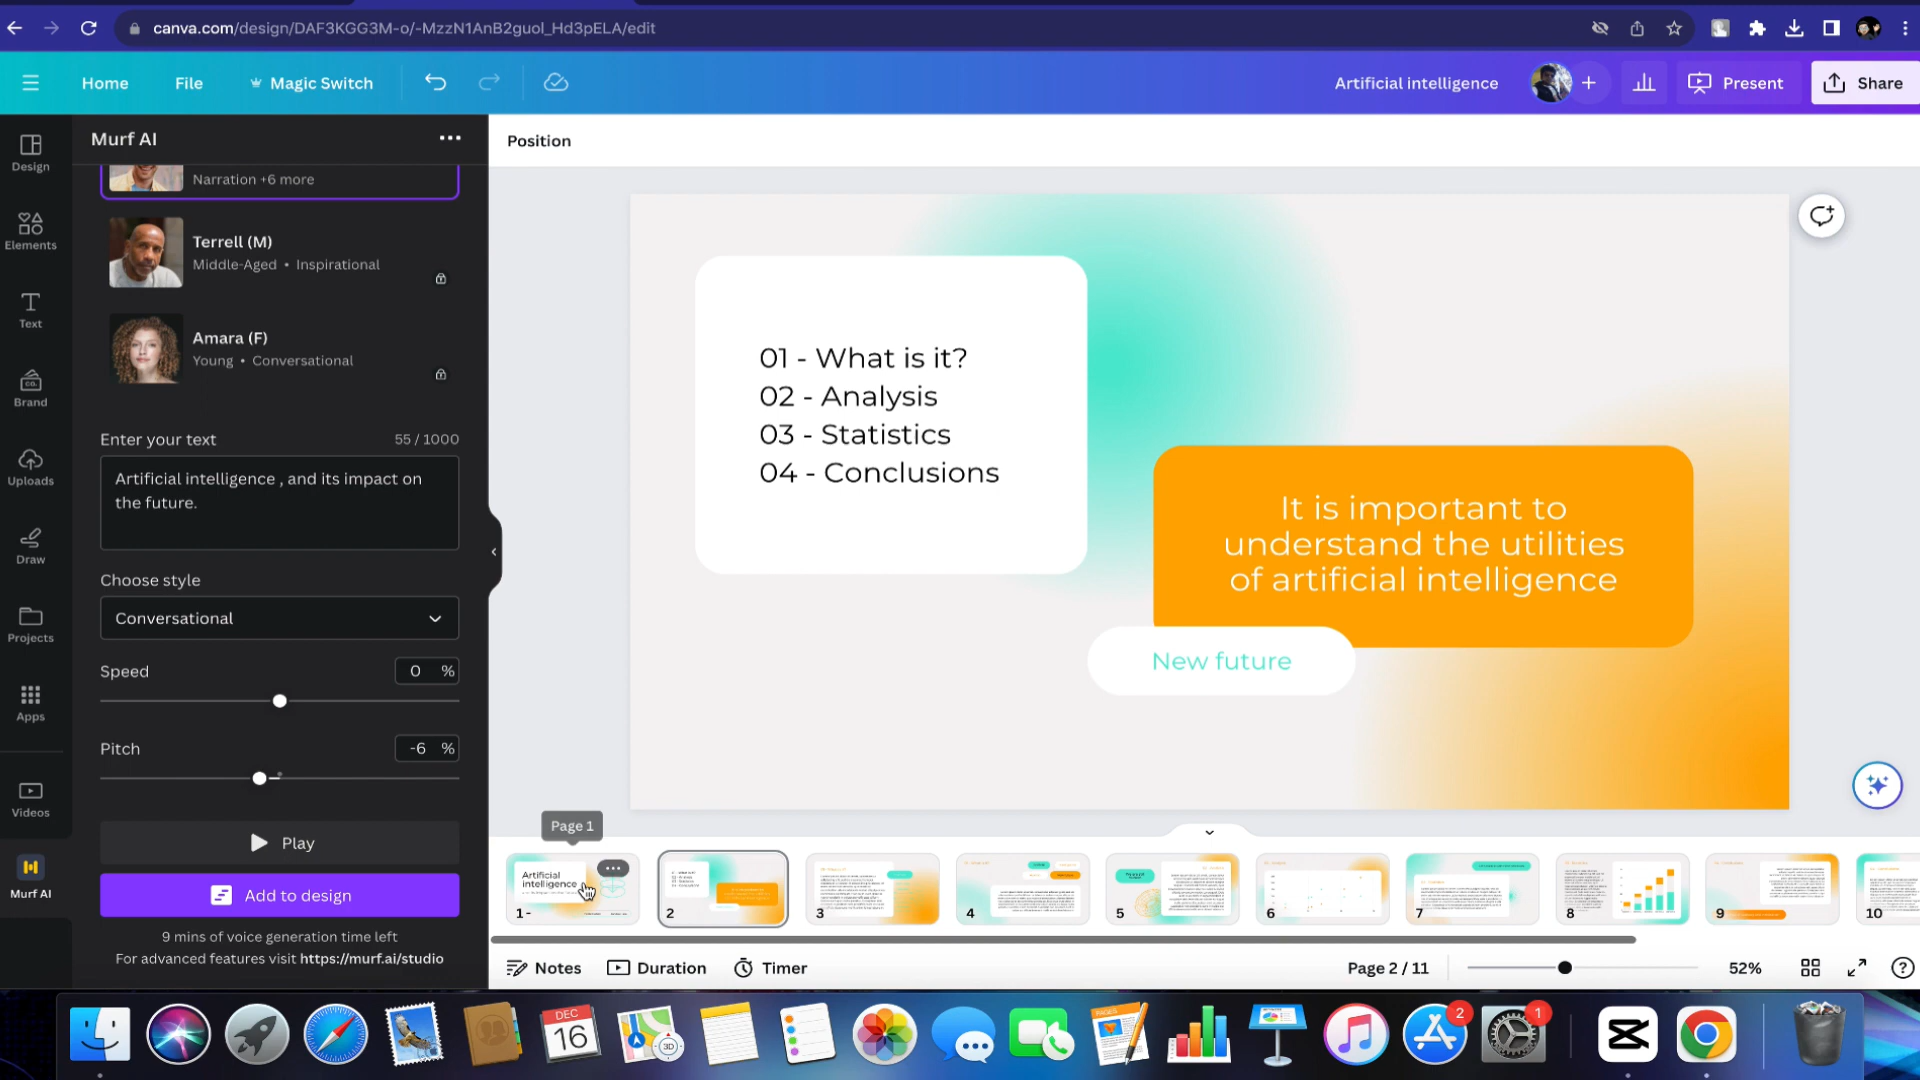 canva.com/design/DAF3KGG3M-o/-MzzN1AnB2guol_Hd3pELA/edit
Home
File
Magic Switch
Artificial intelligence
Present
Share
Murf AI
Position
Design
Elements
Text
CO.
Brand
Uploads
Draw
Projects
Apps
Videos
Murf AI
Narration +6 more
Terrell (M)
Middle-Aged • Inspirational
Amara (F)
Young • Conversational
Enter your text
55 / 1000
Artificial intelligence , and its impact on
the future.
Choose style
Conversational
Speed
0 %
Pitch
-6 %
Play
Add to design
9 mins of voice generation time left
For advanced features visit https://murf.ai/studio
01 - What is it?
02 - Analysis
03 - Statistics
04 - Conclusions
It is important to
understand the utilities
of artificial intelligence
New future
Page 1
Artificial
intelligence
1 -
2
3
4
5
6
7
8
9
10
Notes
Duration
Timer
Page 2 / 11
52%
DEC
16
3D
PAGES
2
1